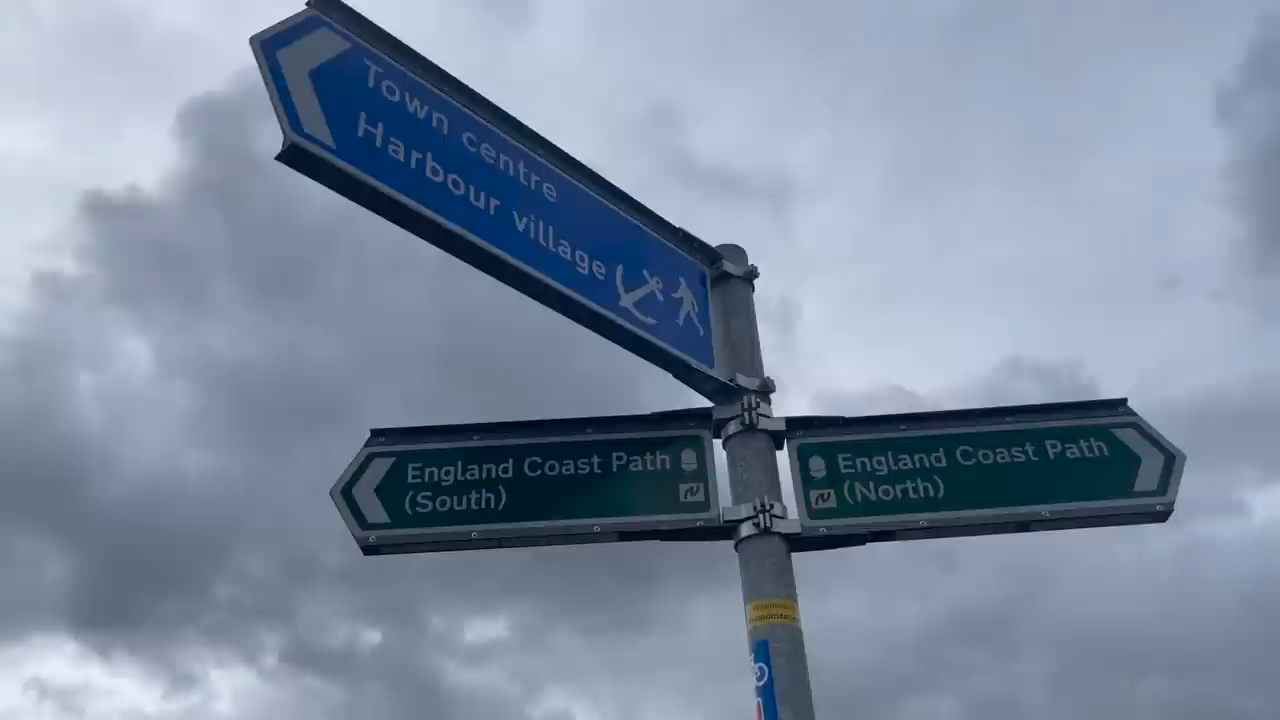 Town centre
Harbour village
England Coast Path
(South)
England Coast Path
(North)